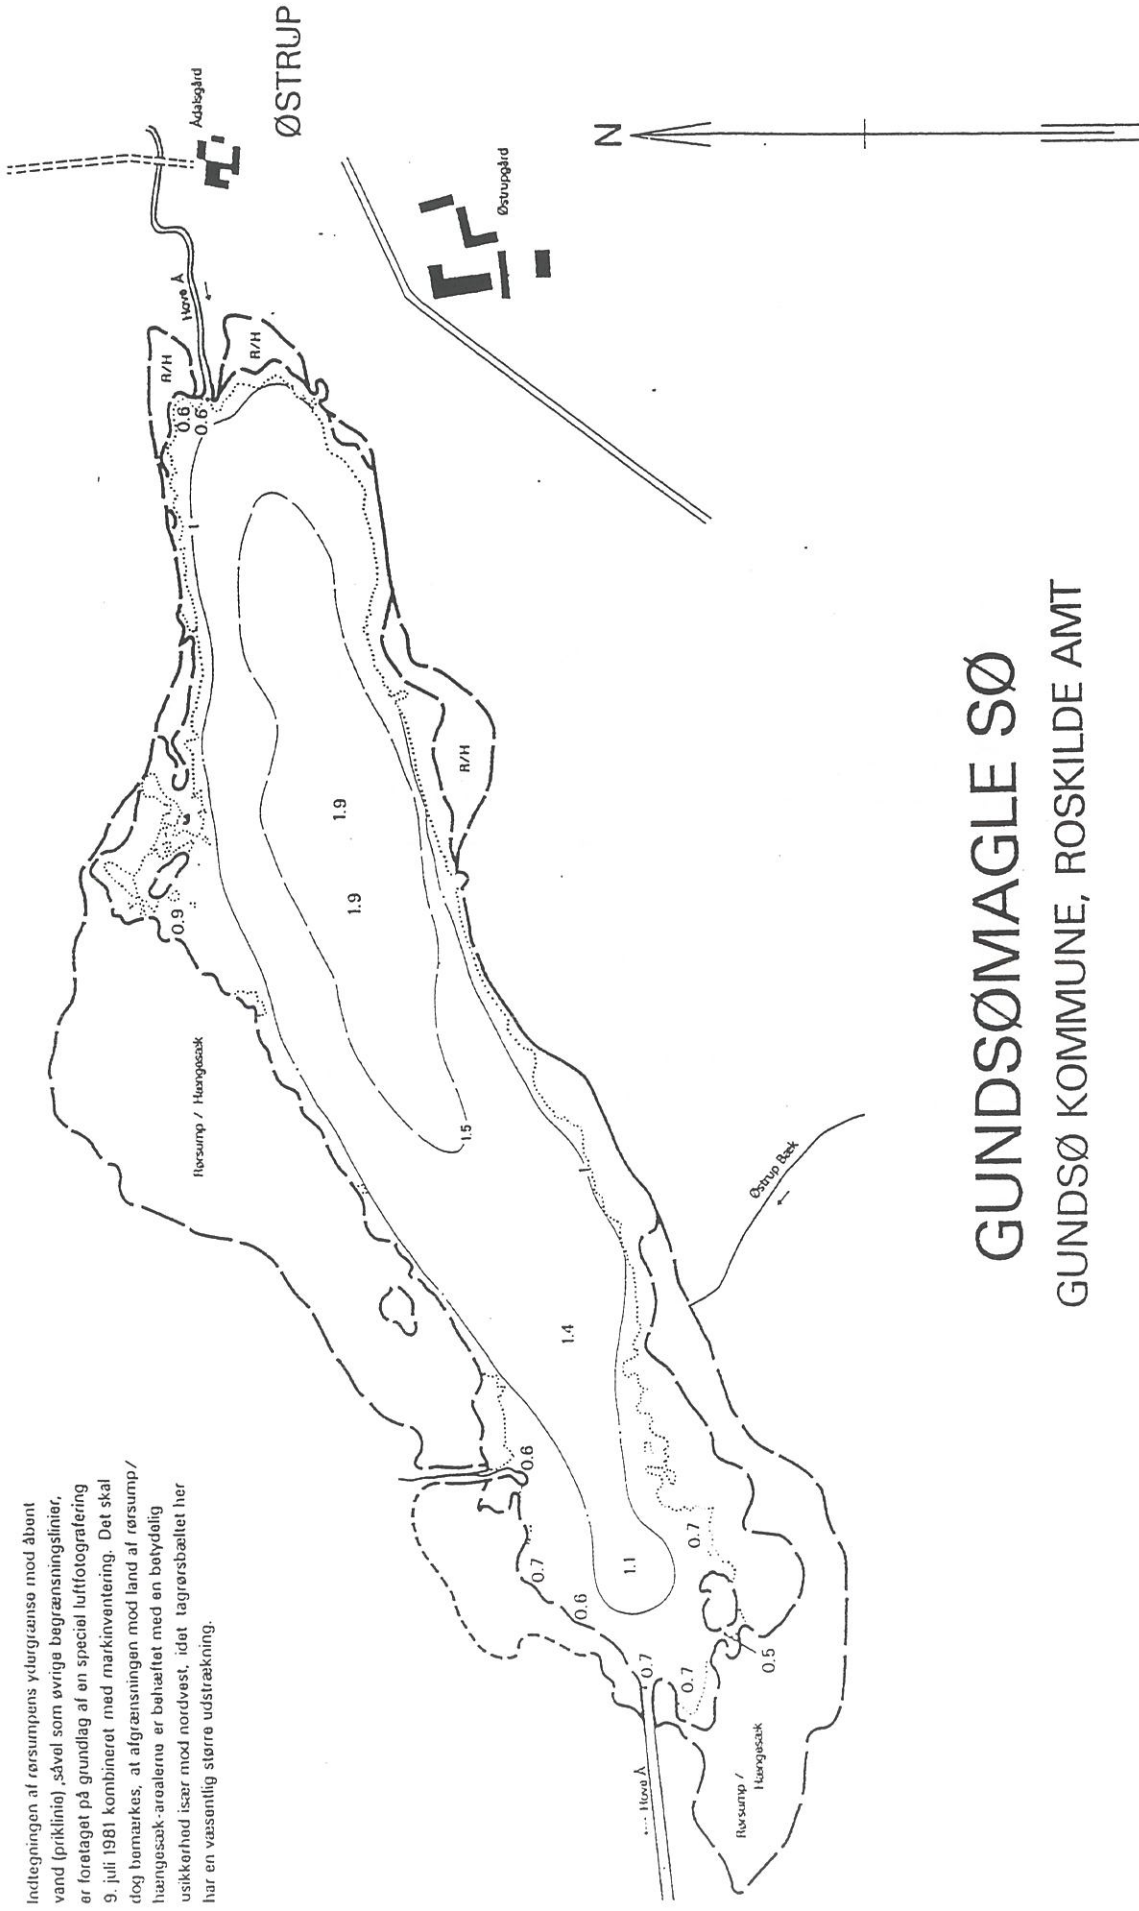 Indtegningen af rørsumpens ydergrænse mod åbent
vand (priklinie), såvel som øvrige begrænsningslinier,
er foretaget på grundlag af en speciel luftfotografering
9. juli 1981 kombineret med markinventering. Det skal
dog bemærkes, at afgrænsningen mod land af rørsump/
hængesæk-arealerne er behæftet med en betydelig
usikkerhed især mod nordvest, idet tagrørsbæltet her
har en væsentlig større udstrækning.
Ådalsgård
ØSTRUP
Hove Å
R/H
R/H
0.6
0.6
1
Østrupgård
N
R/H
1.9
1.9
0.9
Rørsump / Hængesæk
1.5
1
Østrup Bæk
1.4
0.6
0.7
0.6
1.1
0.7
0.7
0.7
0.5
Hove Å
Rørsump /
Hængesæk
GUNDSØMAGLE SØ
GUNDSØ KOMMUNE, ROSKILDE AMT